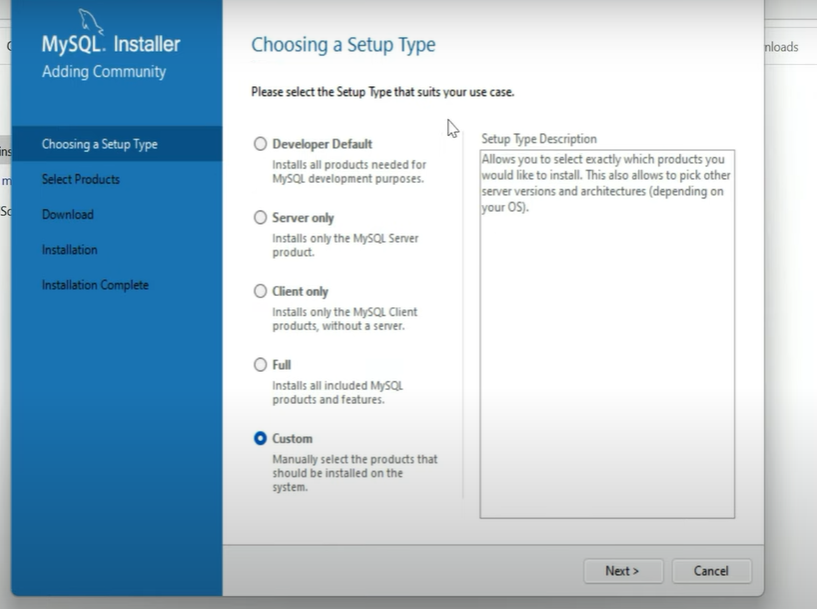 MySQL. Installer
Adding Community
Choosing a Setup Type
Select Products
Download
Installation
Installation Complete
Choosing a Setup Type
Please select the Setup Type that suits your use case.
Developer Default
Installs all products needed for
MySQL development purposes.
Server only
Installs only the MySQL Server
product.
Client only
Installs only the MySQL Client
products, without a server.
Full
Installs all included MySQL
products and features.
Custom
Manually select the products that
should be installed on the
system.
Setup Type Description
Allows you to select exactly which products you
would like to install. This also allows to pick other
server versions and architectures (depending on
your OS).
Next >
Cancel
nloads